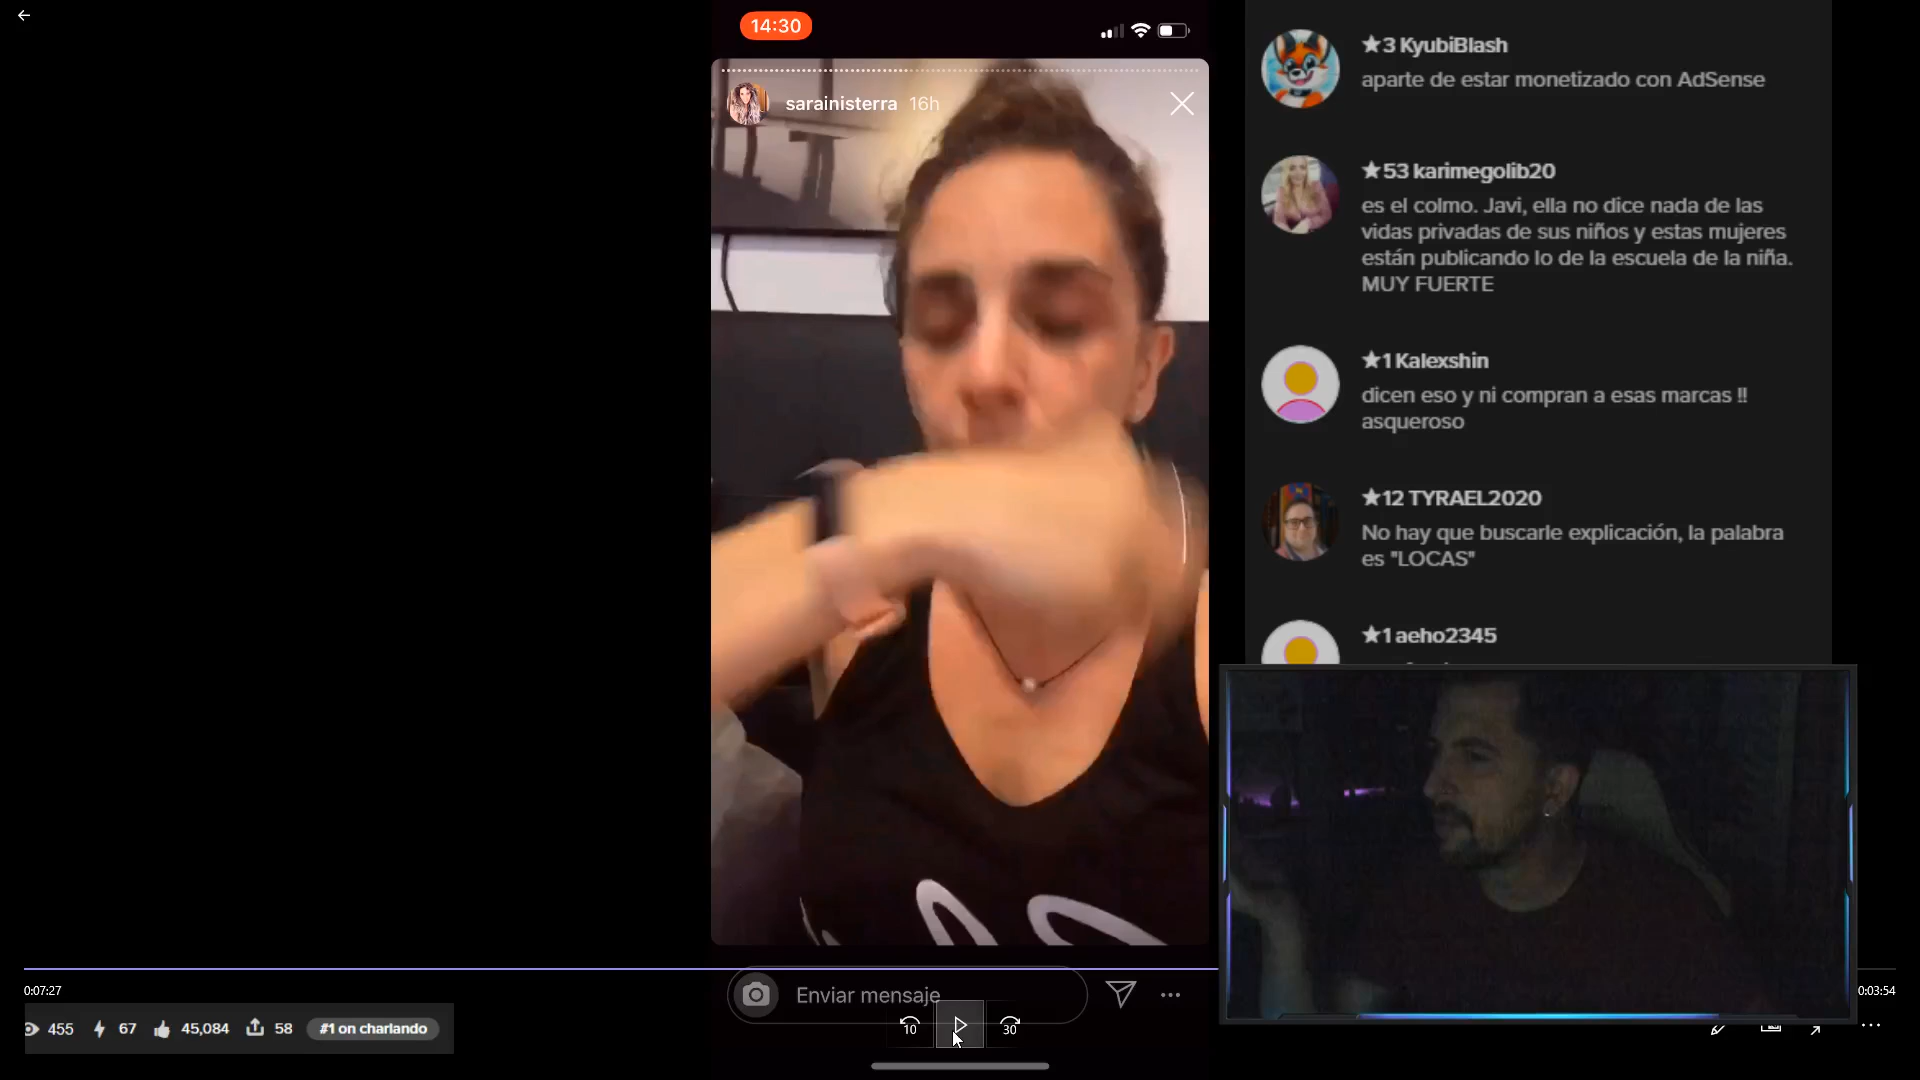 14:30
sarainisterra 16h
★3 KyubiBlash
aparte de estar monetizado con AdSense
★53 karimegolib20
es el colmo. Javi, ella no dice nada de las
vidas privadas de sus niños y estas mujeres
están publicando lo de la escuela de la niña.
MUY FUERTE
★1 Kalexshin
dicen eso y ni compran a esas marcas !!
asqueroso
★12 TYRAEL2020
No hay que buscarle explicación, la palabra
es "LOCAS"
★1 aeho2345
0:07:27
0:03:54
Enviar mensaje
10
30
455 67 45,084 58 #1 on charlando